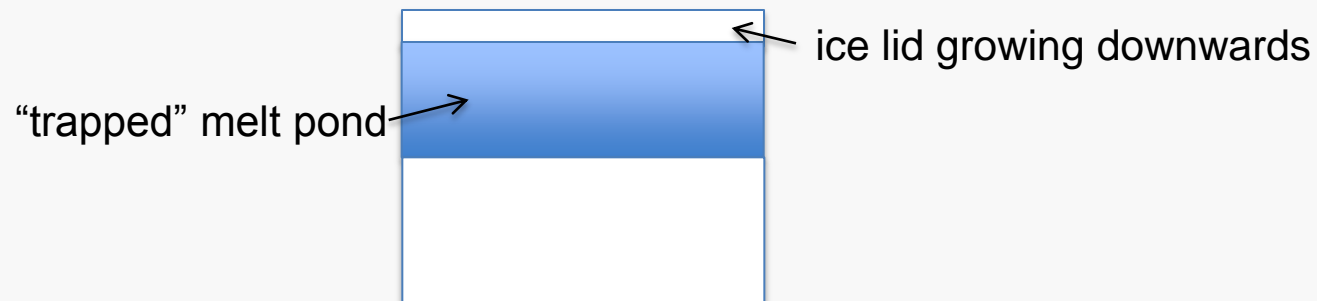 ice lid growing downwards
“trapped” melt pond